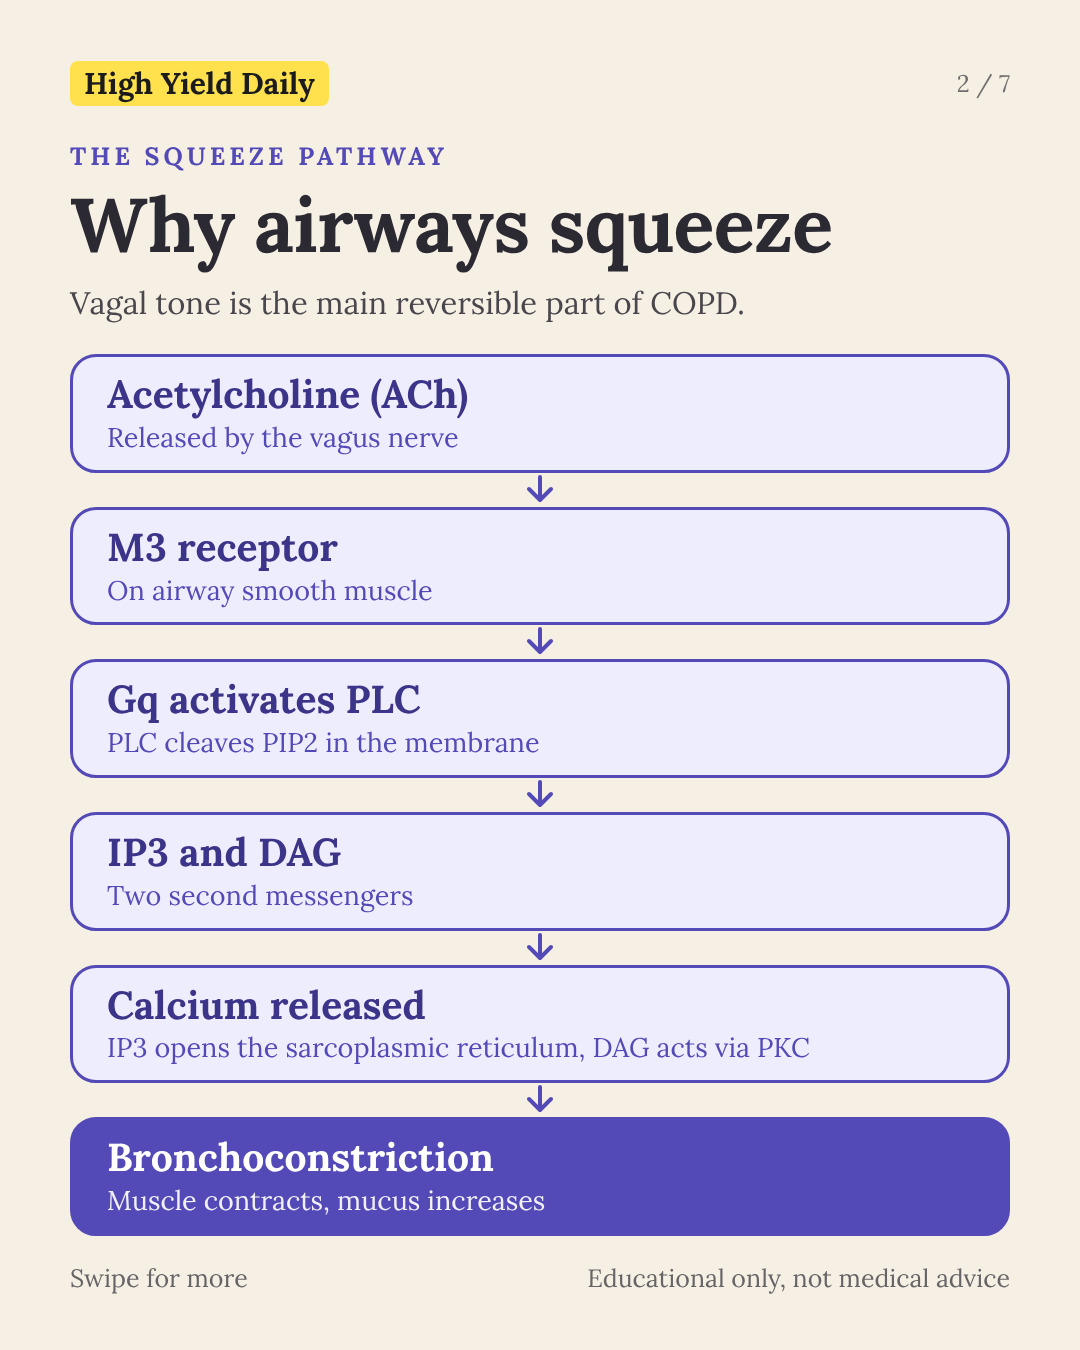 High Yield Daily
2 / 7
THE SQUEEZE PATHWAY
Why airways squeeze
Vagal tone is the main reversible part of COPD.
Acetylcholine (ACh)
Released by the vagus nerve
M3 receptor
On airway smooth muscle
Gq activates PLC
PLC cleaves PIP2 in the membrane
IP3 and DAG
Two second messengers
Calcium released
IP3 opens the sarcoplasmic reticulum, DAG acts via PKC
Bronchoconstriction
Muscle contracts, mucus increases
Swipe for more
Educational only, not medical advice